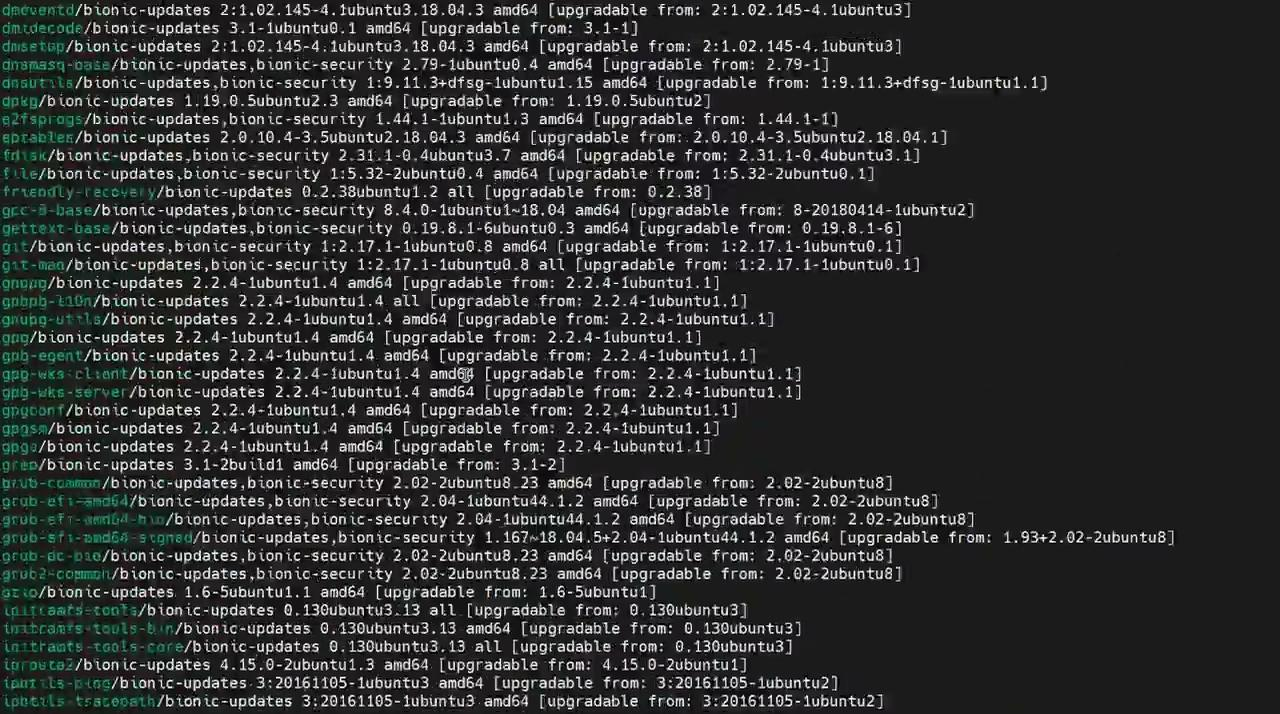 dmeventd/bionic-updates 2:1.02.145-4.1ubuntu3.18.04.3 amd64 [upgradable from: 2:1.02.145-4.1ubuntu3]
dmidecode/bionic-updates 3.1-1ubuntu0.1 amd64 [upgradable from: 3.1-1]
dmsetup/bionic-updates 2:1.02.145-4.1ubuntu3.18.04.3 amd64 [upgradable from: 2:1.02.145-4.1ubuntu3]
dnsmasq-base/bionic-updates,bionic-security 2.79-1ubuntu0.4 amd64 [upgradable from: 2.79-1]
dnsutils/bionic-updates,bionic-security 1:9.11.3+dfsg-1ubuntu1.15 amd64 [upgradable from: 1:9.11.3+dfsg-1ubuntu1.1]
dpkg/bionic-updates 1.19.0.5ubuntu2.3 amd64 [upgradable from: 1.19.0.5ubuntu2]
e2fsprogs/bionic-updates,bionic-security 1.44.1-1ubuntu1.3 amd64 [upgradable from: 1.44.1-1]
ebtables/bionic-updates 2.0.10.4-3.5ubuntu2.18.04.3 amd64 [upgradable from: 2.0.10.4-3.5ubuntu2.18.04.1]
fdisk/bionic-updates,bionic-security 2.31.1-0.4ubuntu3.7 amd64 [upgradable from: 2.31.1-0.4ubuntu3.1]
file/bionic-updates,bionic-security 1:5.32-2ubuntu0.4 amd64 [upgradable from: 1:5.32-2ubuntu0.1]
friendly-recovery/bionic-updates 0.2.38ubuntu1.2 all [upgradable from: 0.2.38]
gcc-8-base/bionic-updates,bionic-security 8.4.0-1ubuntu1~18.04 amd64 [upgradable from: 8-20180414-1ubuntu2]
gettext-base/bionic-updates,bionic-security 0.19.8.1-6ubuntu0.3 amd64 [upgradable from: 0.19.8.1-6]
git/bionic-updates,bionic-security 1:2.17.1-1ubuntu0.8 amd64 [upgradable from: 1:2.17.1-1ubuntu0.1]
git-man/bionic-updates,bionic-security 1:2.17.1-1ubuntu0.8 all [upgradable from: 1:2.17.1-1ubuntu0.1]
gnupg/bionic-updates 2.2.4-1ubuntu1.4 amd64 [upgradable from: 2.2.4-1ubuntu1.1]
gnupg-l10n/bionic-updates 2.2.4-1ubuntu1.4 all [upgradable from: 2.2.4-1ubuntu1.1]
gnupg-utils/bionic-updates 2.2.4-1ubuntu1.4 amd64 [upgradable from: 2.2.4-1ubuntu1.1]
gpg/bionic-updates 2.2.4-1ubuntu1.4 amd64 [upgradable from: 2.2.4-1ubuntu1.1]
gpg-agent/bionic-updates 2.2.4-1ubuntu1.4 amd64 [upgradable from: 2.2.4-1ubuntu1.1]
gpg-wks-client/bionic-updates 2.2.4-1ubuntu1.4 amd64 [upgradable from: 2.2.4-1ubuntu1.1]
gpg-wks-server/bionic-updates 2.2.4-1ubuntu1.4 amd64 [upgradable from: 2.2.4-1ubuntu1.1]
gpgconf/bionic-updates 2.2.4-1ubuntu1.4 amd64 [upgradable from: 2.2.4-1ubuntu1.1]
gpgsm/bionic-updates 2.2.4-1ubuntu1.4 amd64 [upgradable from: 2.2.4-1ubuntu1.1]
gpgv/bionic-updates 2.2.4-1ubuntu1.4 amd64 [upgradable from: 2.2.4-1ubuntu1.1]
grep/bionic-updates 3.1-2build1 amd64 [upgradable from: 3.1-2]
grub-common/bionic-updates,bionic-security 2.02-2ubuntu8.23 amd64 [upgradable from: 2.02-2ubuntu8]
grub-efi-amd64/bionic-updates,bionic-security 2.04-1ubuntu44.1.2 amd64 [upgradable from: 2.02-2ubuntu8]
grub-efi-amd64-bin/bionic-updates,bionic-security 2.04-1ubuntu44.1.2 amd64 [upgradable from: 2.02-2ubuntu8]
grub-efi-amd64-signed/bionic-updates,bionic-security 1.167~18.04.5+2.04-1ubuntu44.1.2 amd64 [upgradable from: 1.93+2.02-2ubuntu8]
grub-pc-bin/bionic-updates,bionic-security 2.02-2ubuntu8.23 amd64 [upgradable from: 2.02-2ubuntu8]
grub2-common/bionic-updates,bionic-security 2.02-2ubuntu8.23 amd64 [upgradable from: 2.02-2ubuntu8]
gzip/bionic-updates 1.6-5ubuntu1.1 amd64 [upgradable from: 1.6-5ubuntu1]
initramfs-tools/bionic-updates 0.130ubuntu3.13 all [upgradable from: 0.130ubuntu3]
initramfs-tools-bin/bionic-updates 0.130ubuntu3.13 amd64 [upgradable from: 0.130ubuntu3]
initramfs-tools-core/bionic-updates 0.130ubuntu3.13 all [upgradable from: 0.130ubuntu3]
iproute2/bionic-updates 4.15.0-2ubuntu1.3 amd64 [upgradable from: 4.15.0-2ubuntu1]
iputils-ping/bionic-updates 3:20161105-1ubuntu3 amd64 [upgradable from: 3:20161105-1ubuntu2]
iputils-tracepath/bionic-updates 3:20161105-1ubuntu3 amd64 [upgradable from: 3:20161105-1ubuntu2]